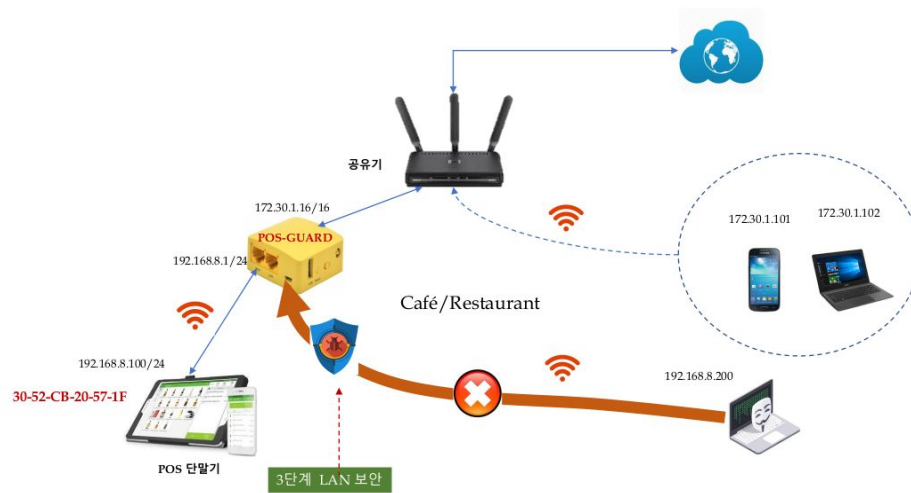 공유기
172.30.1.16/16
POS-GUARD
172.30.1.101
172.30.1.102
192.168.8.1/24
Café/Restaurant
192.168.8.100/24
192.168.8.200
30-52-CB-20-57-1F
POS 단말기
3단계 LAN 보안